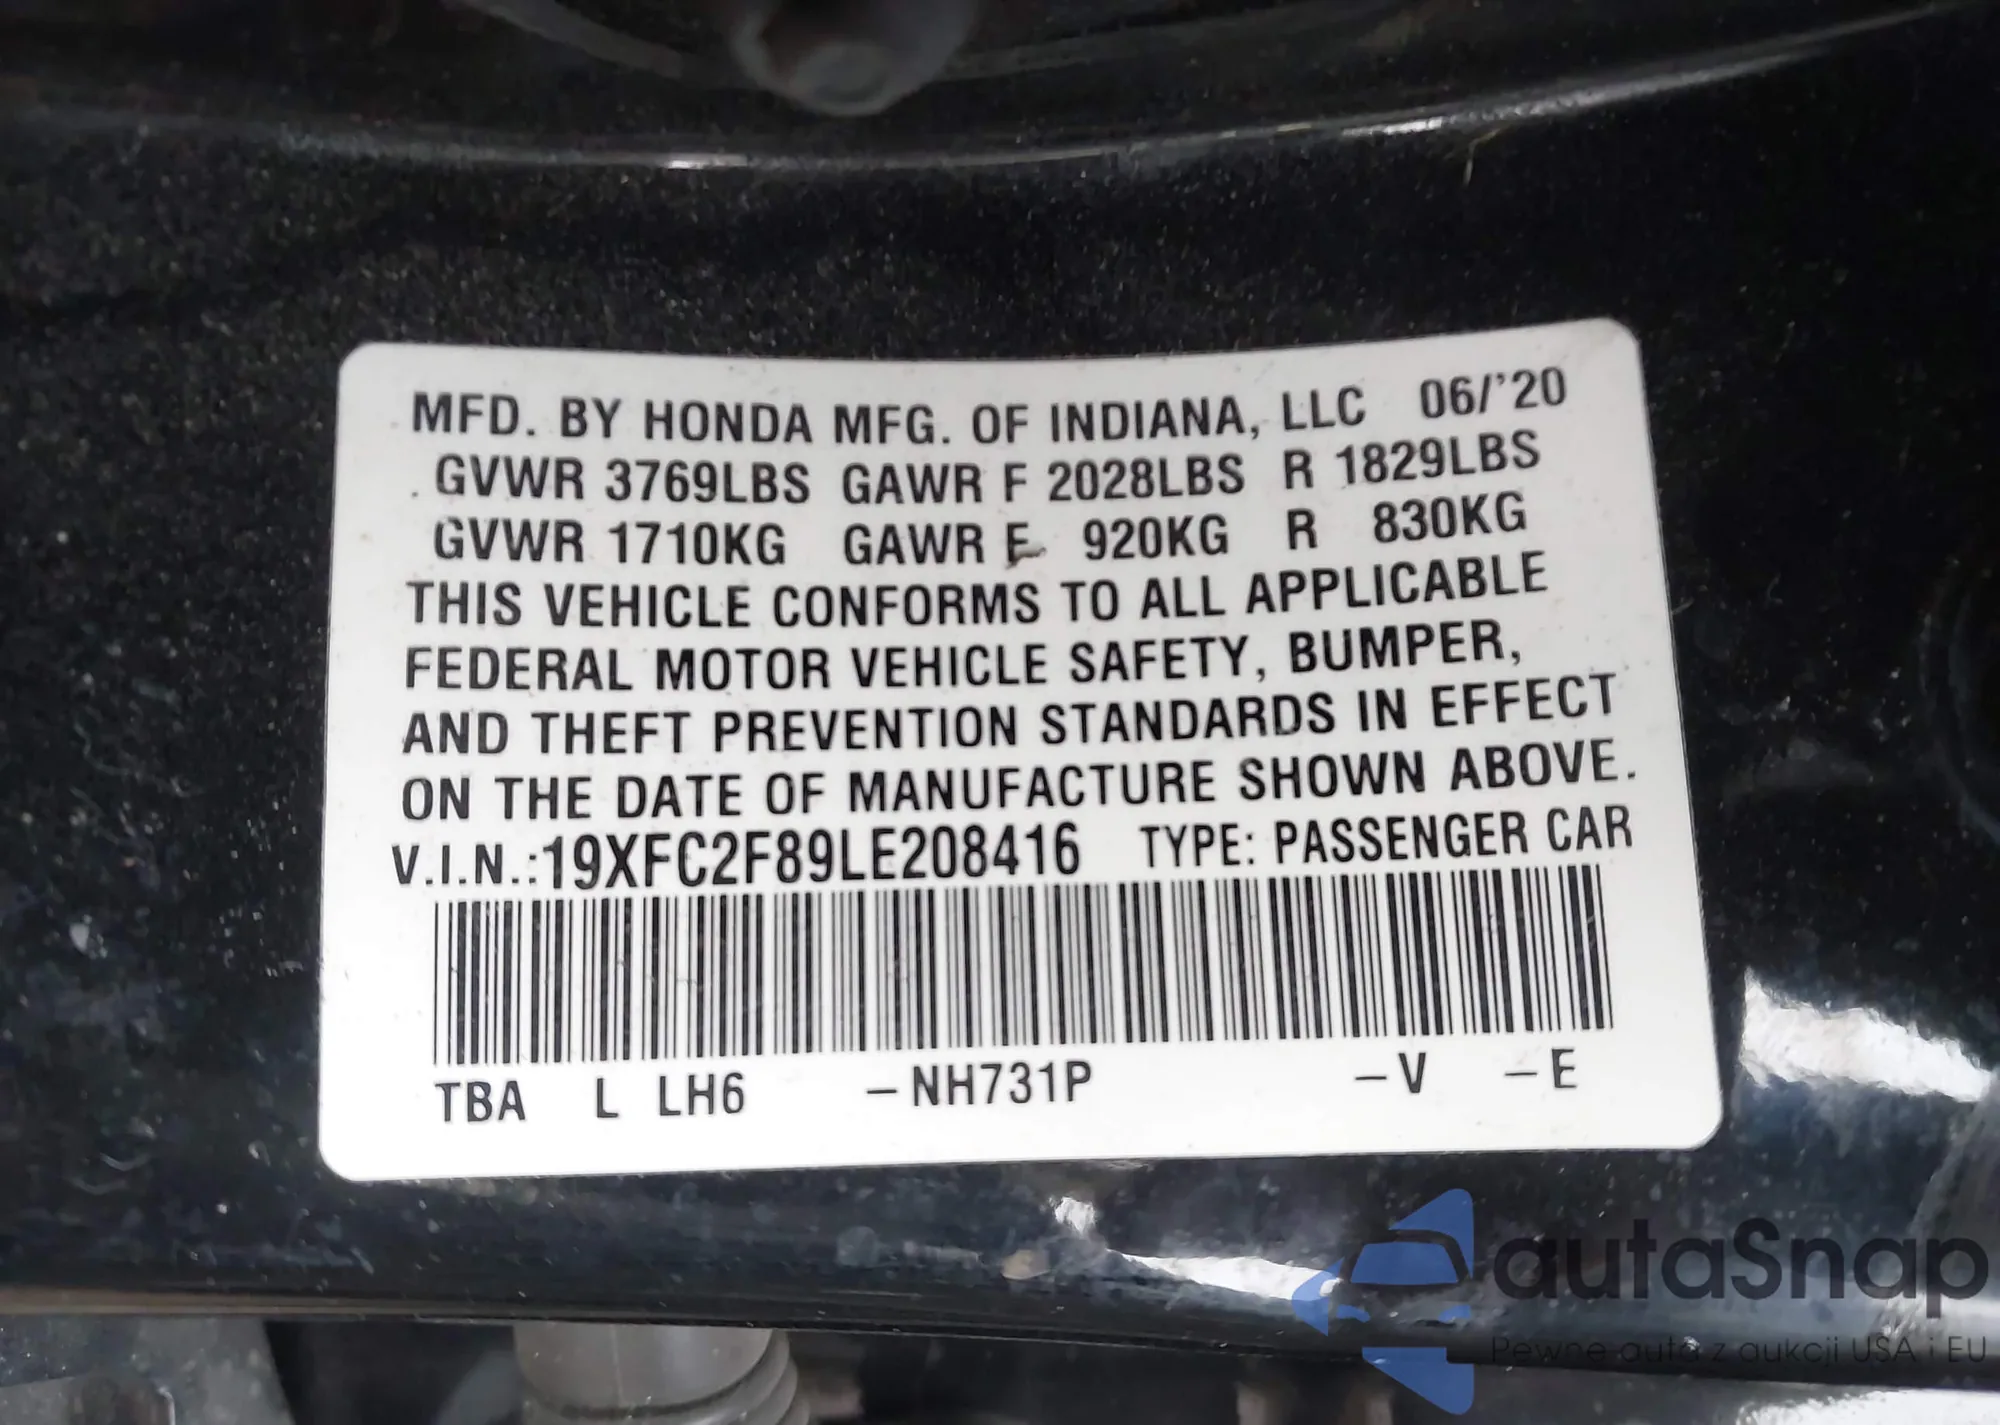 MFD. BY HONDA MFG. OF INDIANA, LLC 06/'20
GVWR 3769LBS GAWR F 2028LBS R 1829LBS
GVWR 1710KG GAWR F 920KG R 830KG
THIS VEHICLE CONFORMS TO ALL APPLICABLE
FEDERAL MOTOR VEHICLE SAFETY, BUMPER,
AND THEFT PREVENTION STANDARDS IN EFFECT
ON THE DATE OF MANUFACTURE SHOWN ABOVE.
V.I.N.:19XFC2F89LE208416 TYPE: PASSENGER CAR
TBA L LH6 -NH731P -V -E
autaSnap
Pewne auta z aukcji USA i EU